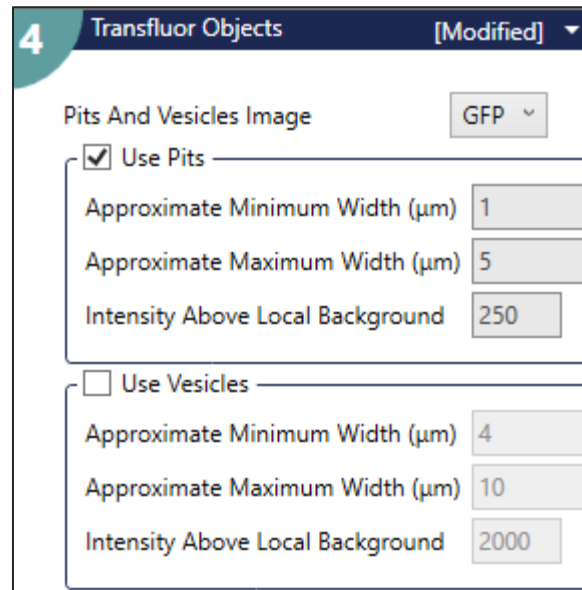 4 Transfluor Objects [Modified]
Pits And Vesicles Image GFP
Use Pits
Approximate Minimum Width (µm) 1
Approximate Maximum Width (µm) 5
Intensity Above Local Background 250
Use Vesicles
Approximate Minimum Width (µm) 4
Approximate Maximum Width (µm) 10
Intensity Above Local Background 2000